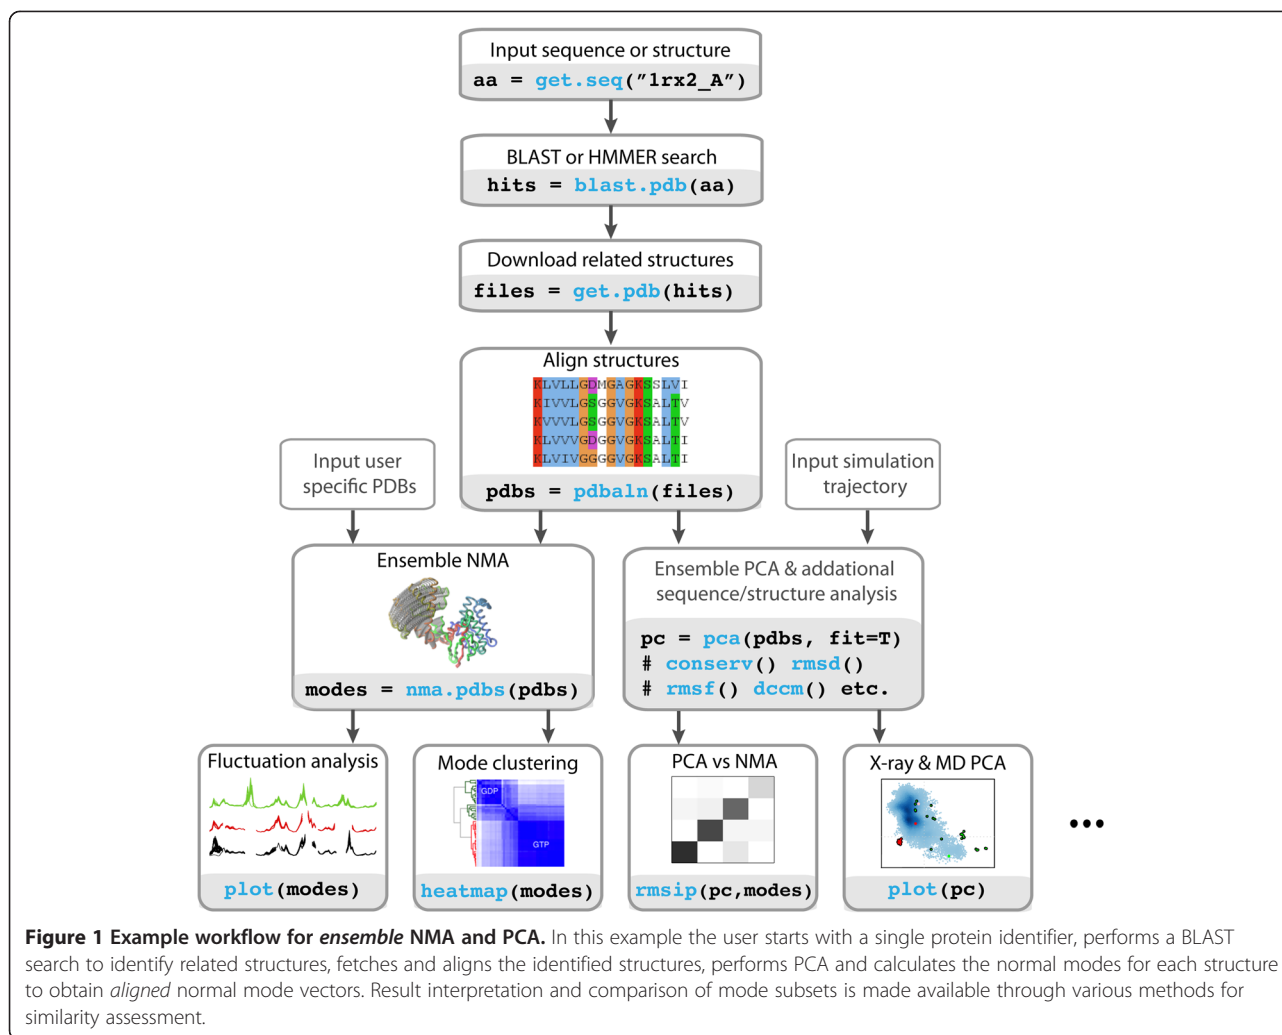 Input sequence or structure
aa = get.seq(”1rx2_A”)
BLAST or HMMER search
hits = blast.pdb(aa)
Download related structures
files = get.pdb(hits)
Align structures
KLVLLGDMGAGKSSLVI
KIVVLGSGGVGKSALTV
KVVVLGSGGVGKSALTV
KLVVVGDGGVGKSALTI
KLVIVGGGGVGKSALTI
pdbs = pdbaln(files)
Input user
specific PDBs
Input simulation
trajectory
Ensemble NMA
modes = nma.pdbs(pdbs)
Ensemble PCA & addational
sequence/structure analysis
pc = pca(pdbs, fit=T)
# conserv() rmsd()
# rmsf() dccm() etc.
Fluctuation analysis
plot(modes)
Mode clustering
GDP
GTP
heatmap(modes)
PCA vs NMA
rmsip(pc,modes)
X-ray & MD PCA
plot(pc)
•••
Figure 1 Example workflow for ensemble NMA and PCA. In this example the user starts with a single protein identifier, performs a BLAST
search to identify related structures, fetches and aligns the identified structures, performs PCA and calculates the normal modes for each structure
to obtain aligned normal mode vectors. Result interpretation and comparison of mode subsets is made available through various methods for
similarity assessment.